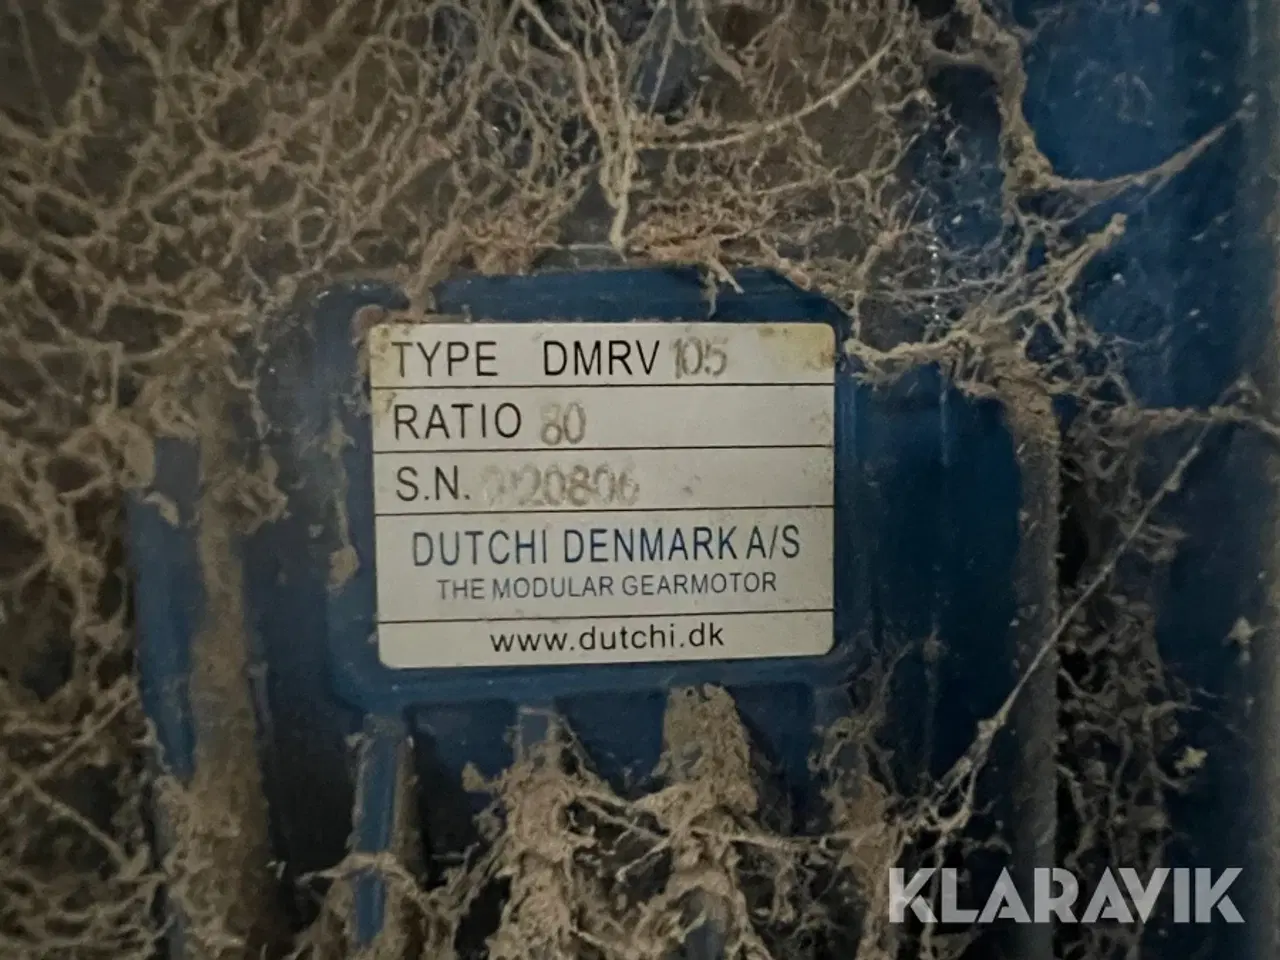 TYPE DMRV 105
RATIO 80
S.N.
DUTCHI DENMARK A/S
THE MODULAR GEARMOTOR
www.dutchi.dk
KLARAVIK